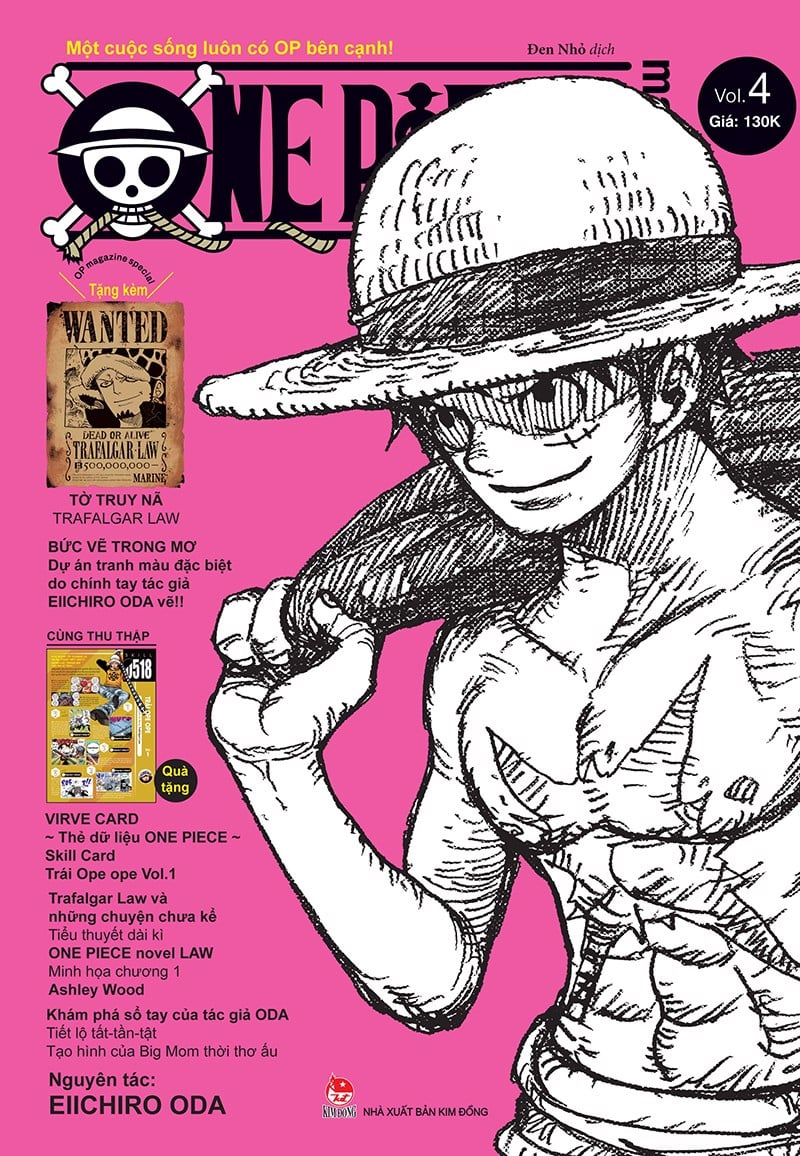 Một cuộc sống luôn có OP bên cạnh!
Đen Nhỏ dịch
ONE PIE
Vol.4
Giá: 130K
OP magazine special
Tặng kèm
WANTED
DEAD OR ALIVE
TRAFALGAR·LAW
฿500,000,000—
MARINE
TỜ TRUY NÃ
TRAFALGAR LAW
BỨC VẼ TRONG MƠ
Dự án tranh màu đặc biệt
do chính tay tác giả
EIICHIRO ODA vẽ!!
CÙNG THU THẬP
SKILL
518
Quà
tặng
VIRVE CARD
~ Thẻ dữ liệu ONE PIECE ~
Skill Card
Trái Ope ope Vol.1
Trafalgar Law và
những chuyện chưa kể
Tiểu thuyết dài kì
ONE PIECE novel LAW
Minh họa chương 1
Ashley Wood
Khám phá sổ tay của tác giả ODA
Tiết lộ tất-tần-tật
Tạo hình của Big Mom thời thơ ấu
Nguyên tác:
EIICHIRO ODA
KIM ĐỒNG
NHÀ XUẤT BẢN KIM ĐỒNG